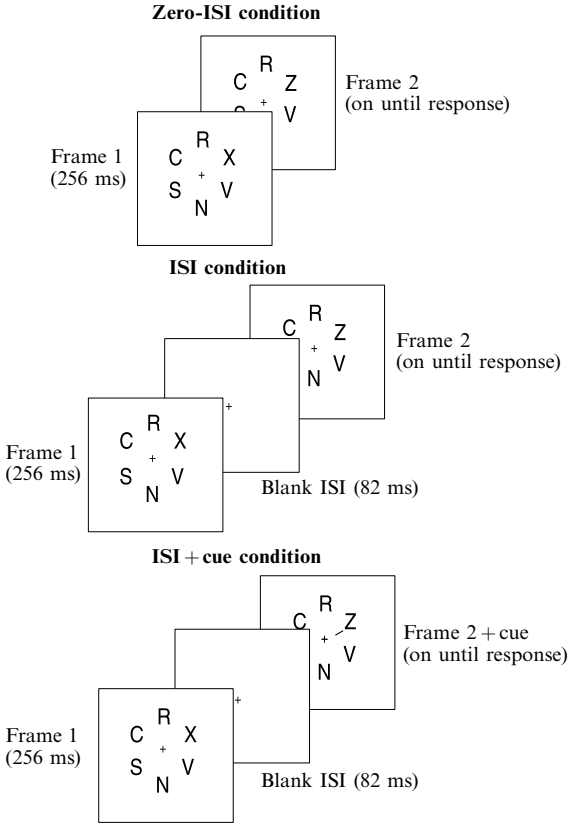 Zero-ISI condition
R
C Z
S + V
Frame 2
(on until response)
Frame 1
(256 ms)
R
C X
+
S V
N
ISI condition
R
C Z
+
V
N
Frame 2
(on until response)
+
Frame 1
(256 ms)
R
C X
+
S V
N
Blank ISI (82 ms)
ISI + cue condition
R
C Z
+
V
N
Frame 2 + cue
(on until response)
+
Frame 1
(256 ms)
R
C X
+
S V
N
Blank ISI (82 ms)